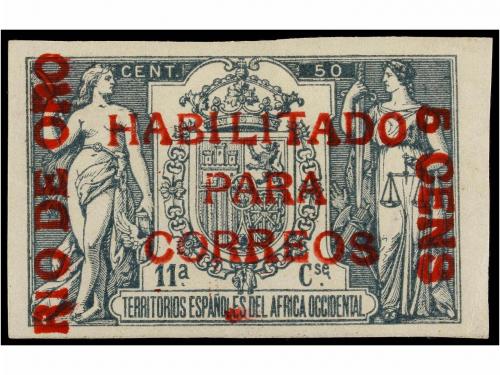 CENT. 50
RIO DE ORO
HABILITADO
PARA
CORREOS
5 CENS
11ª Cse.
TERRITORIOS ESPAÑOLES DEL AFRICA OCCIDENTAL